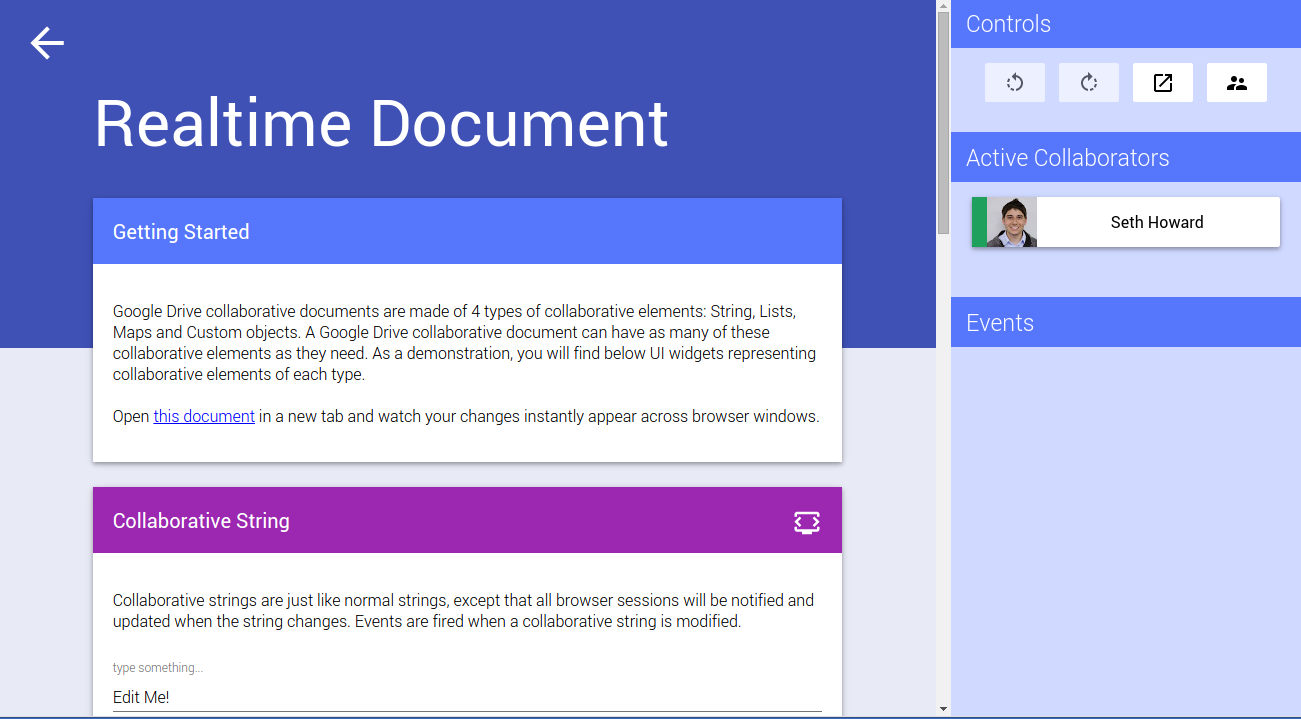 Realtime Document
Getting Started
Google Drive collaborative documents are made of 4 types of collaborative elements: String, Lists,
Maps and Custom objects. A Google Drive collaborative document can have as many of these
collaborative elements as they need. As a demonstration, you will find below UI widgets representing
collaborative elements of each type.
Open this document in a new tab and watch your changes instantly appear across browser windows.
Collaborative String
Collaborative strings are just like normal strings, except that all browser sessions will be notified and
updated when the string changes. Events are fired when a collaborative string is modified.
type something...
Edit Me!
Controls
Active Collaborators
Seth Howard
Events